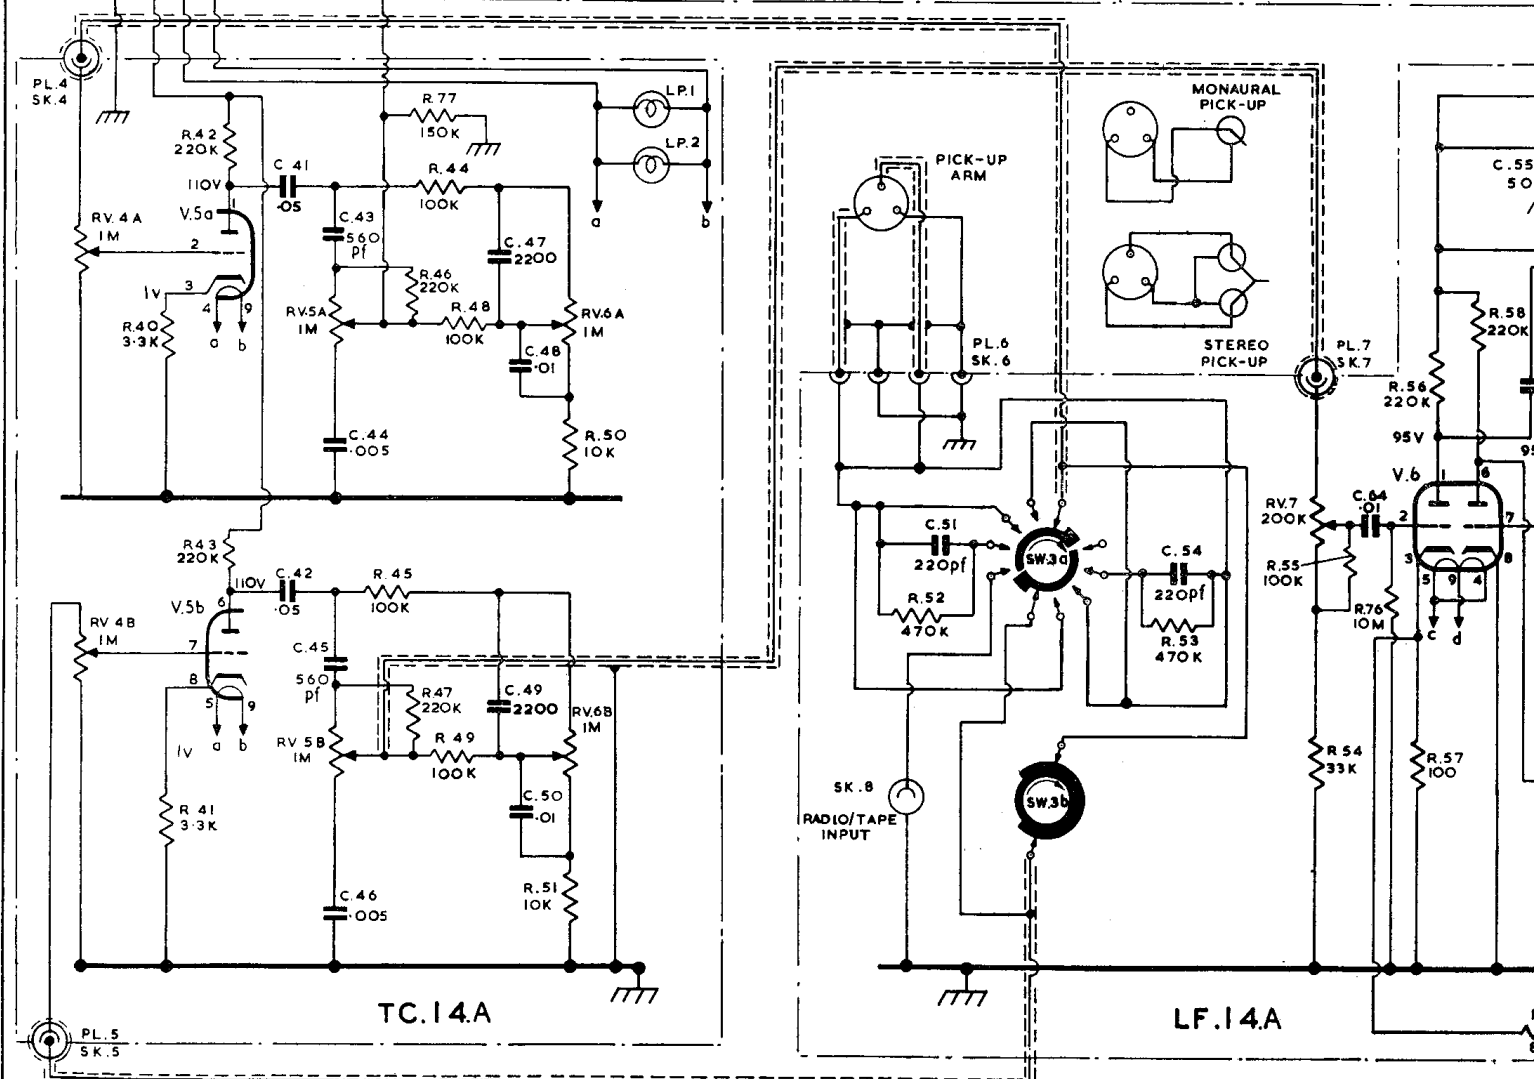 PL.4
SK.4
R.42
220K
110V
C.41
.05
R.77
150K
LP.1
LP.2
R.44
100K
a
b
RV.4A
1M
V.5a
1
2
3
4
9
a
b
1V
R.40
3.3K
C.43
560
pf
R.46
220K
C.47
2200
RV.5A
1M
R.48
100K
RV.6A
1M
C.48
.01
C.44
.005
R.50
10K
R.43
220K
110V
C.42
.05
R.45
100K
V.5b
6
RV 4B
1M
7
8
5
9
a
b
1V
C.45
560
pf
R.47
220K
C.49
2200
RV.6B
1M
RV 5B
1M
R 49
100K
C.50
.01
R 41
3.3K
C.46
.005
R.51
10K
TC.14.A
PL.5
SK.5
PICK-UP
ARM
MONAURAL
PICK-UP
STEREO
PICK-UP
PL.6
SK.6
PL.7
SK.7
C.51
220pf
R.52
470K
SW.3a
C.54
220pf
R.53
470K
SK.8
RADIO/TAPE
INPUT
SW.3b
C.55
50
R.58
220K
R.56
220K
95V
95
V.6
1
6
RV.7
200K
C.64
.01
2
7
3
8
5
9
4
c
d
R.55
100K
R.76
10M
R 54
33K
R.57
100
LF.14.A